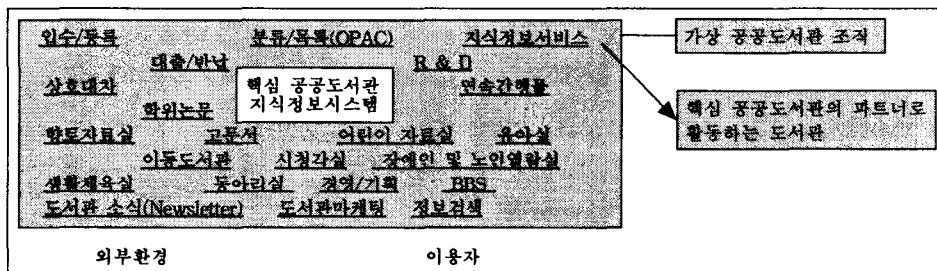 입수/등록 분류/목록(OPAC) 지식정보서비스 가상 공공도서관 조직
대출/반납 R & D
상호대차 핵심 공공도서관 연속간행물
지식정보시스템
학위논문
핵심 공공도서관의 파트너로
활동하는 도서관
향토자료실 고문서 어린이 자료실 유아실
이동도서관 시청각실 장애인 및 노인열람실
생활체육실 동아리실 경영/기획 BBS
도서관 소식(Newsletter) 도서관마케팅 정보검색
외부환경 이용자